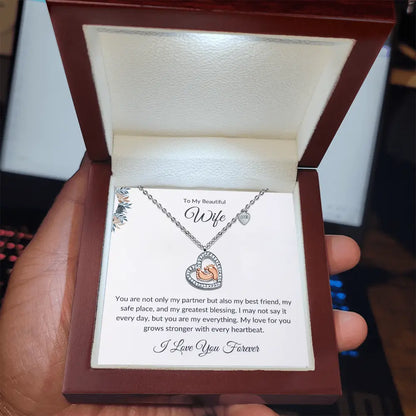 To My Beautiful
Wife
You are not only my partner but also my best friend, my
safe place, and my greatest blessing. I may not say it
every day, but you are my everything. My love for you
grows stronger with every heartbeat.
I Love You Forever